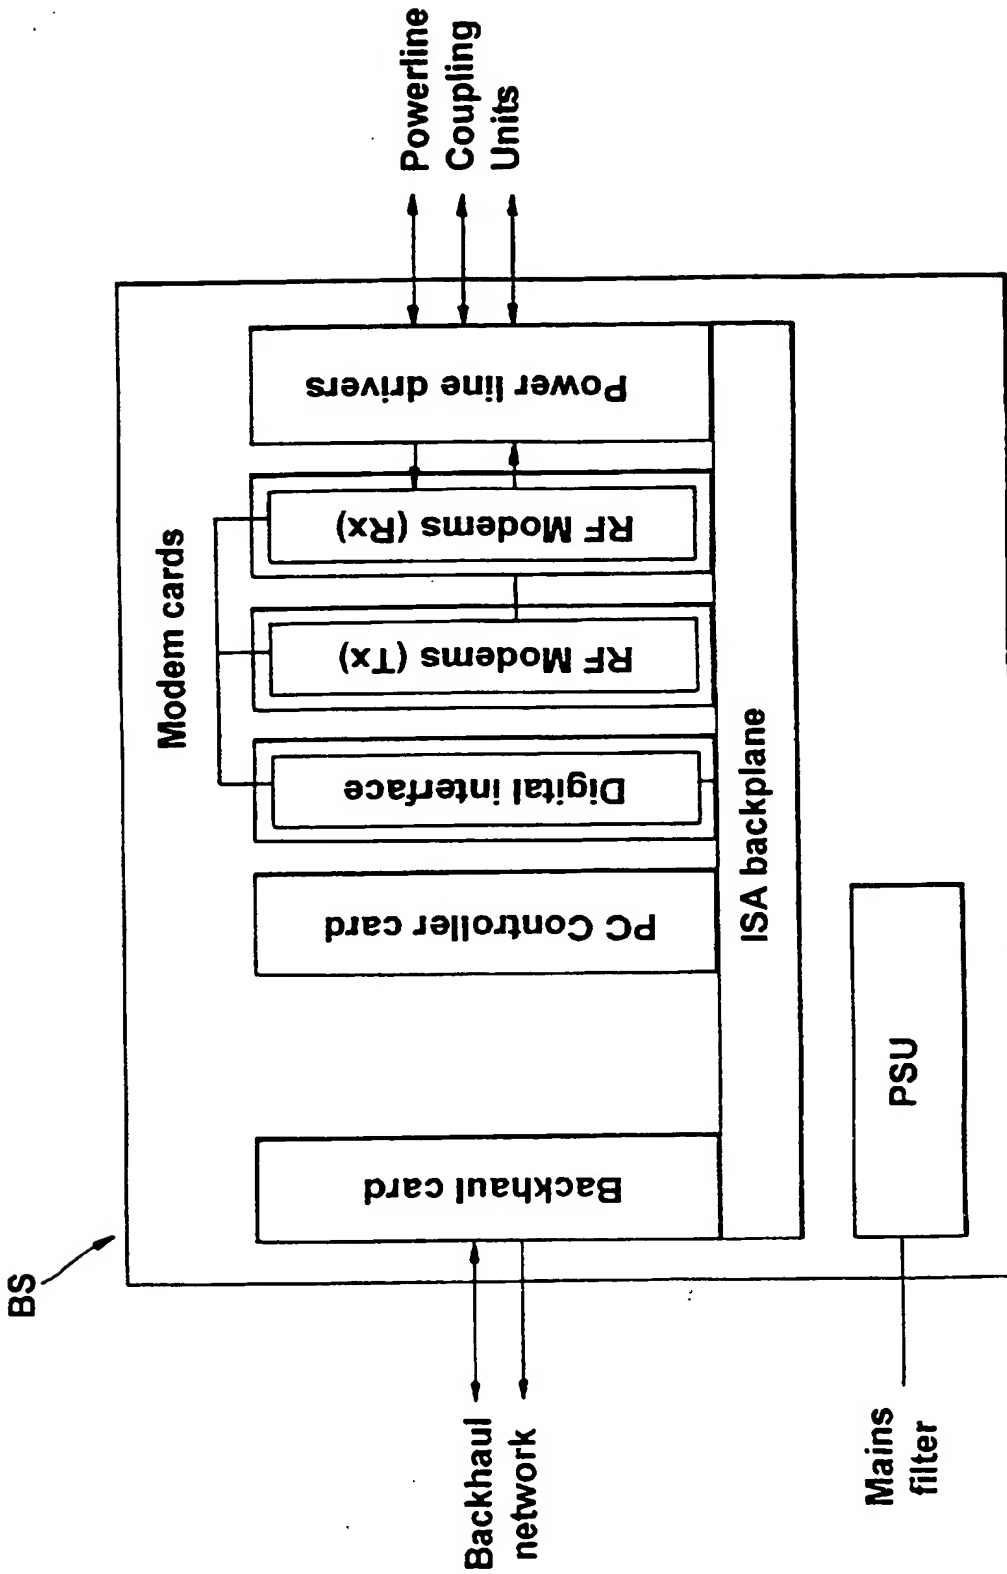 BS
Modem cards
Backhaul card
PC Controller card
Digital interface
RF Modems (Tx)
RF Modems (Rx)
Power line drivers
Powerline
Coupling
Units
Backhaul
network
ISA backplane
PSU
Mains
filter